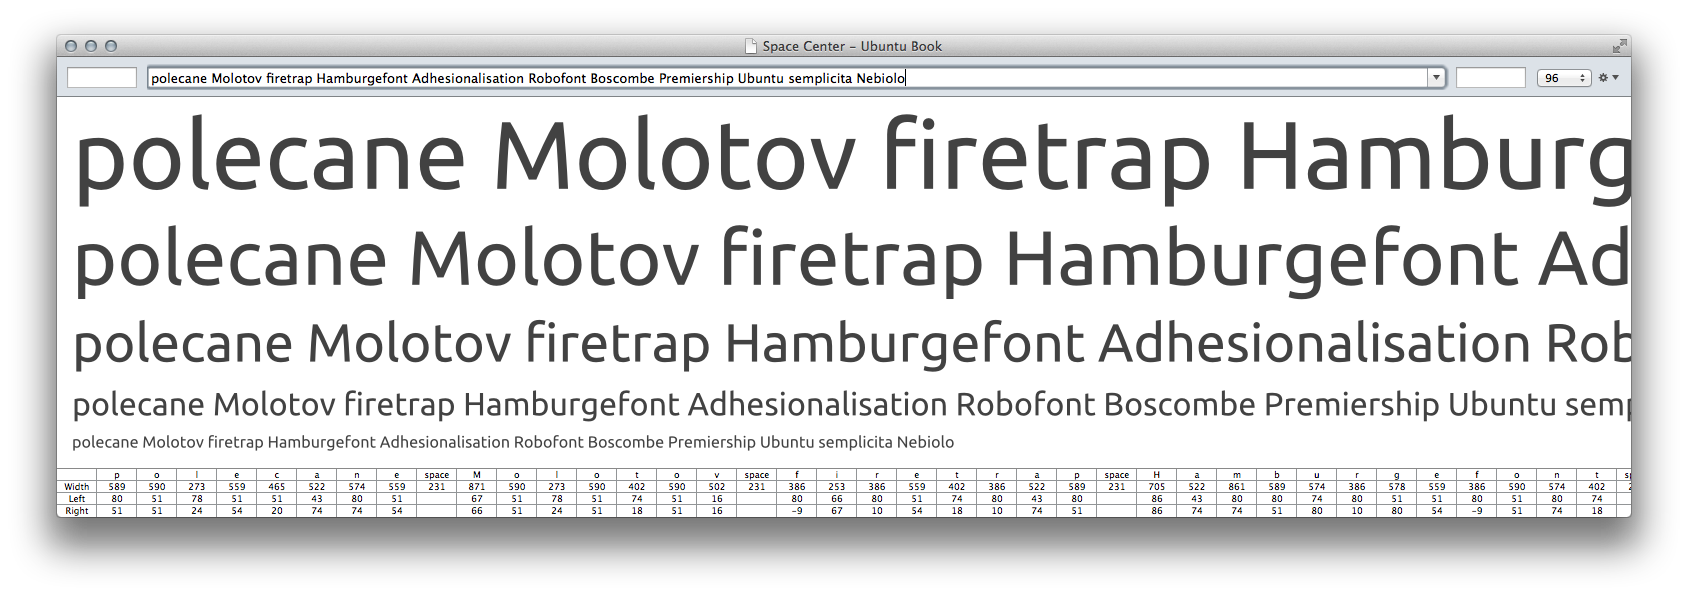 Space Center – Ubuntu Book
polecane Molotov firetrap Hamburgefont Adhesionalisation Robofont Boscombe Premiership Ubuntu semplicita Nebiolo 96
polecane Molotov firetrap Hamburg
polecane Molotov firetrap Hamburgefont Ad
polecane Molotov firetrap Hamburgefont Adhesionalisation Rob
polecane Molotov firetrap Hamburgefont Adhesionalisation Robofont Boscombe Premiership Ubuntu semp
polecane Molotov firetrap Hamburgefont Adhesionalisation Robofont Boscombe Premiership Ubuntu semplicita Nebiolo
p o l e c a n e space M o l o t o v space f i r e t r a p space H a m b u r g e f o n t
Width 589 590 273 559 465 522 574 559 231 871 590 273 590 402 590 502 231 386 253 386 559 402 386 522 589 231 705 522 861 589 574 386 578 559 386 590 574 402
Left 80 51 78 51 51 43 80 51 67 51 78 51 74 51 16 80 66 80 51 74 80 43 80 86 43 80 80 74 80 51 51 80 51 80 74
Right 51 51 24 54 20 74 74 54 66 51 24 51 18 51 16 -9 67 10 54 18 10 74 51 86 74 74 51 80 10 80 54 -9 51 74 18